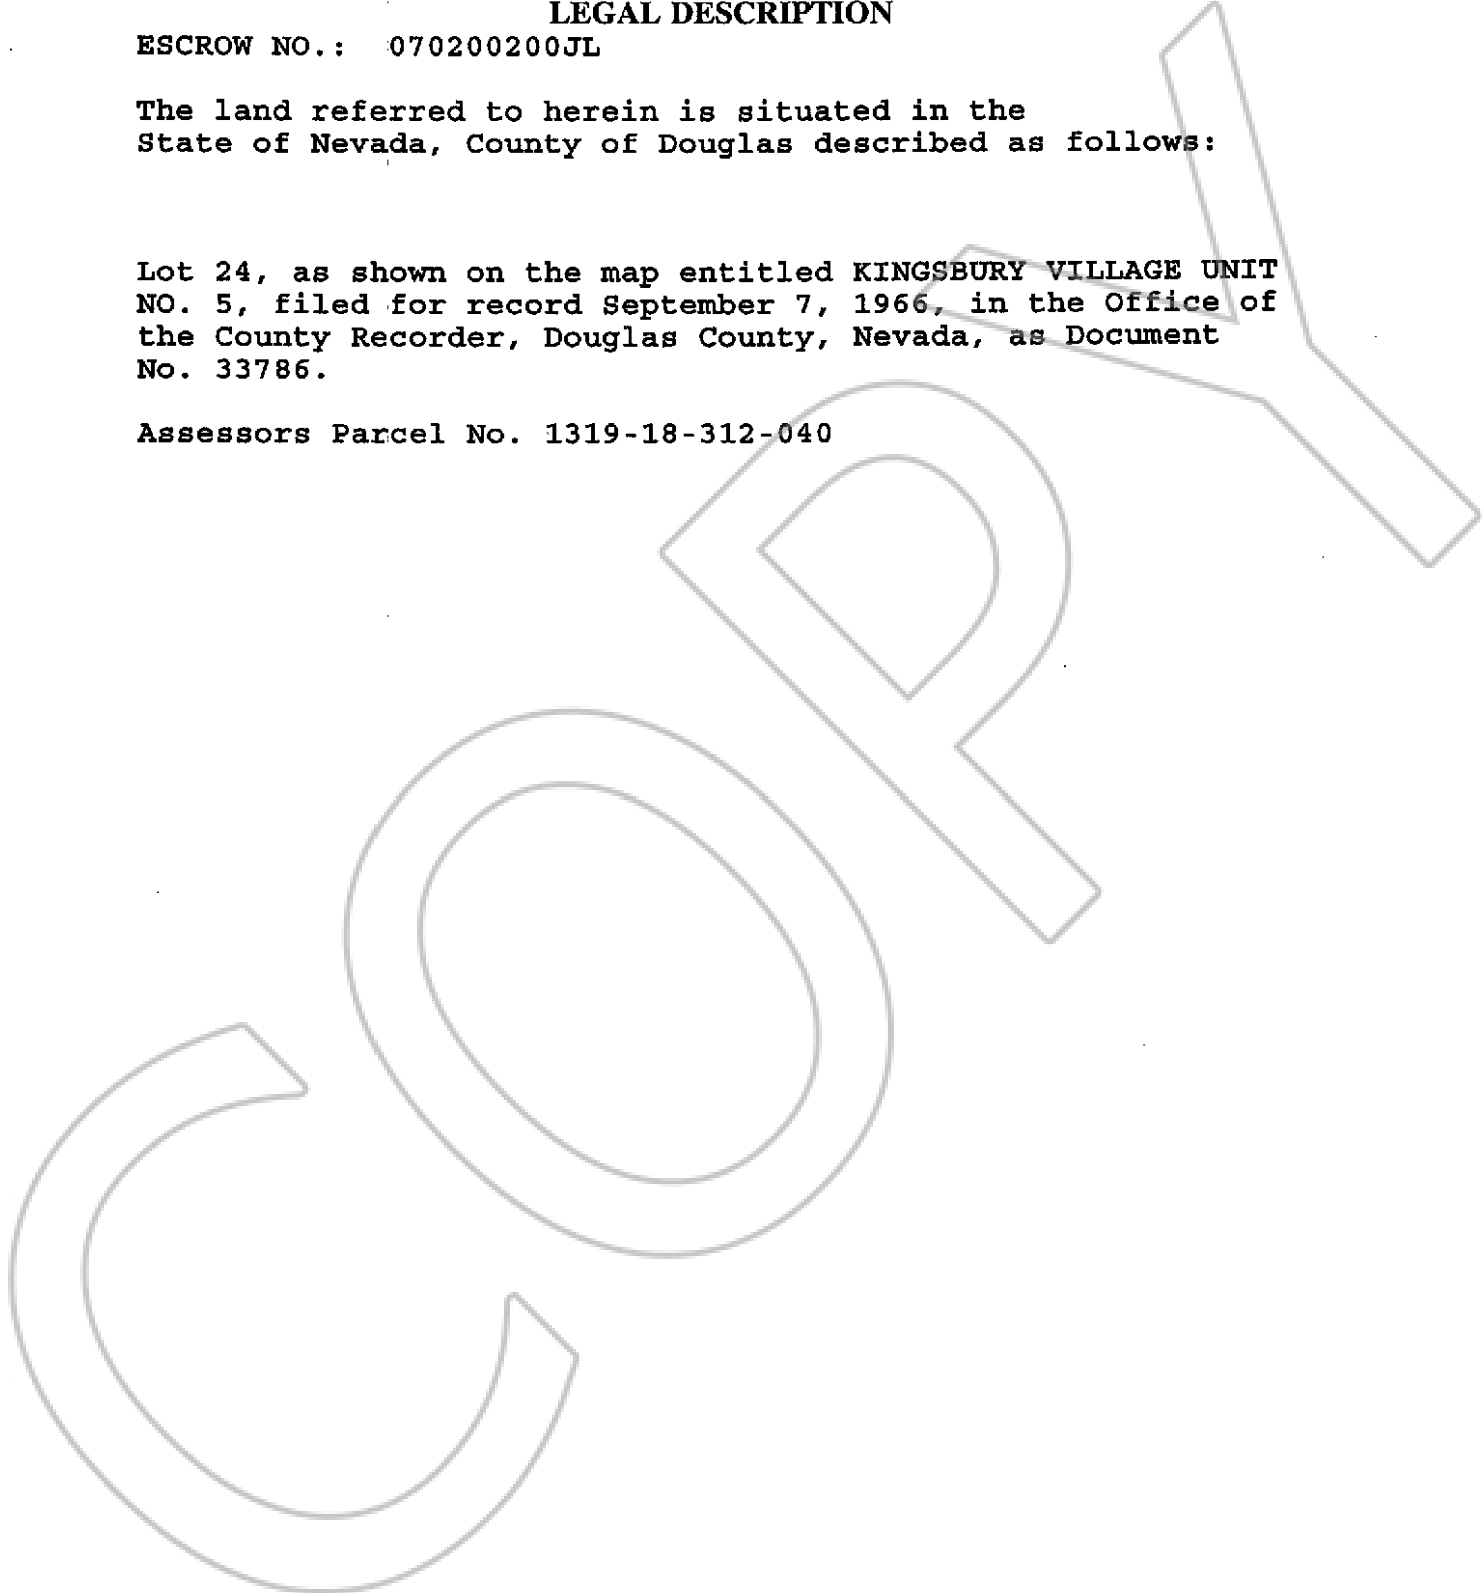 LEGAL DESCRIPTION
ESCROW NO.: 070200200JL
The land referred to herein is situated in the
State of Nevada, County of Douglas described as follows:
Lot 24, as shown on the map entitled KINGSBURY VILLAGE UNIT
NO. 5, filed for record September 7, 1966, in the Office of
the County Recorder, Douglas County, Nevada, as Document
No. 33786.
Assessors Parcel No. 1319-18-312-040
COPY